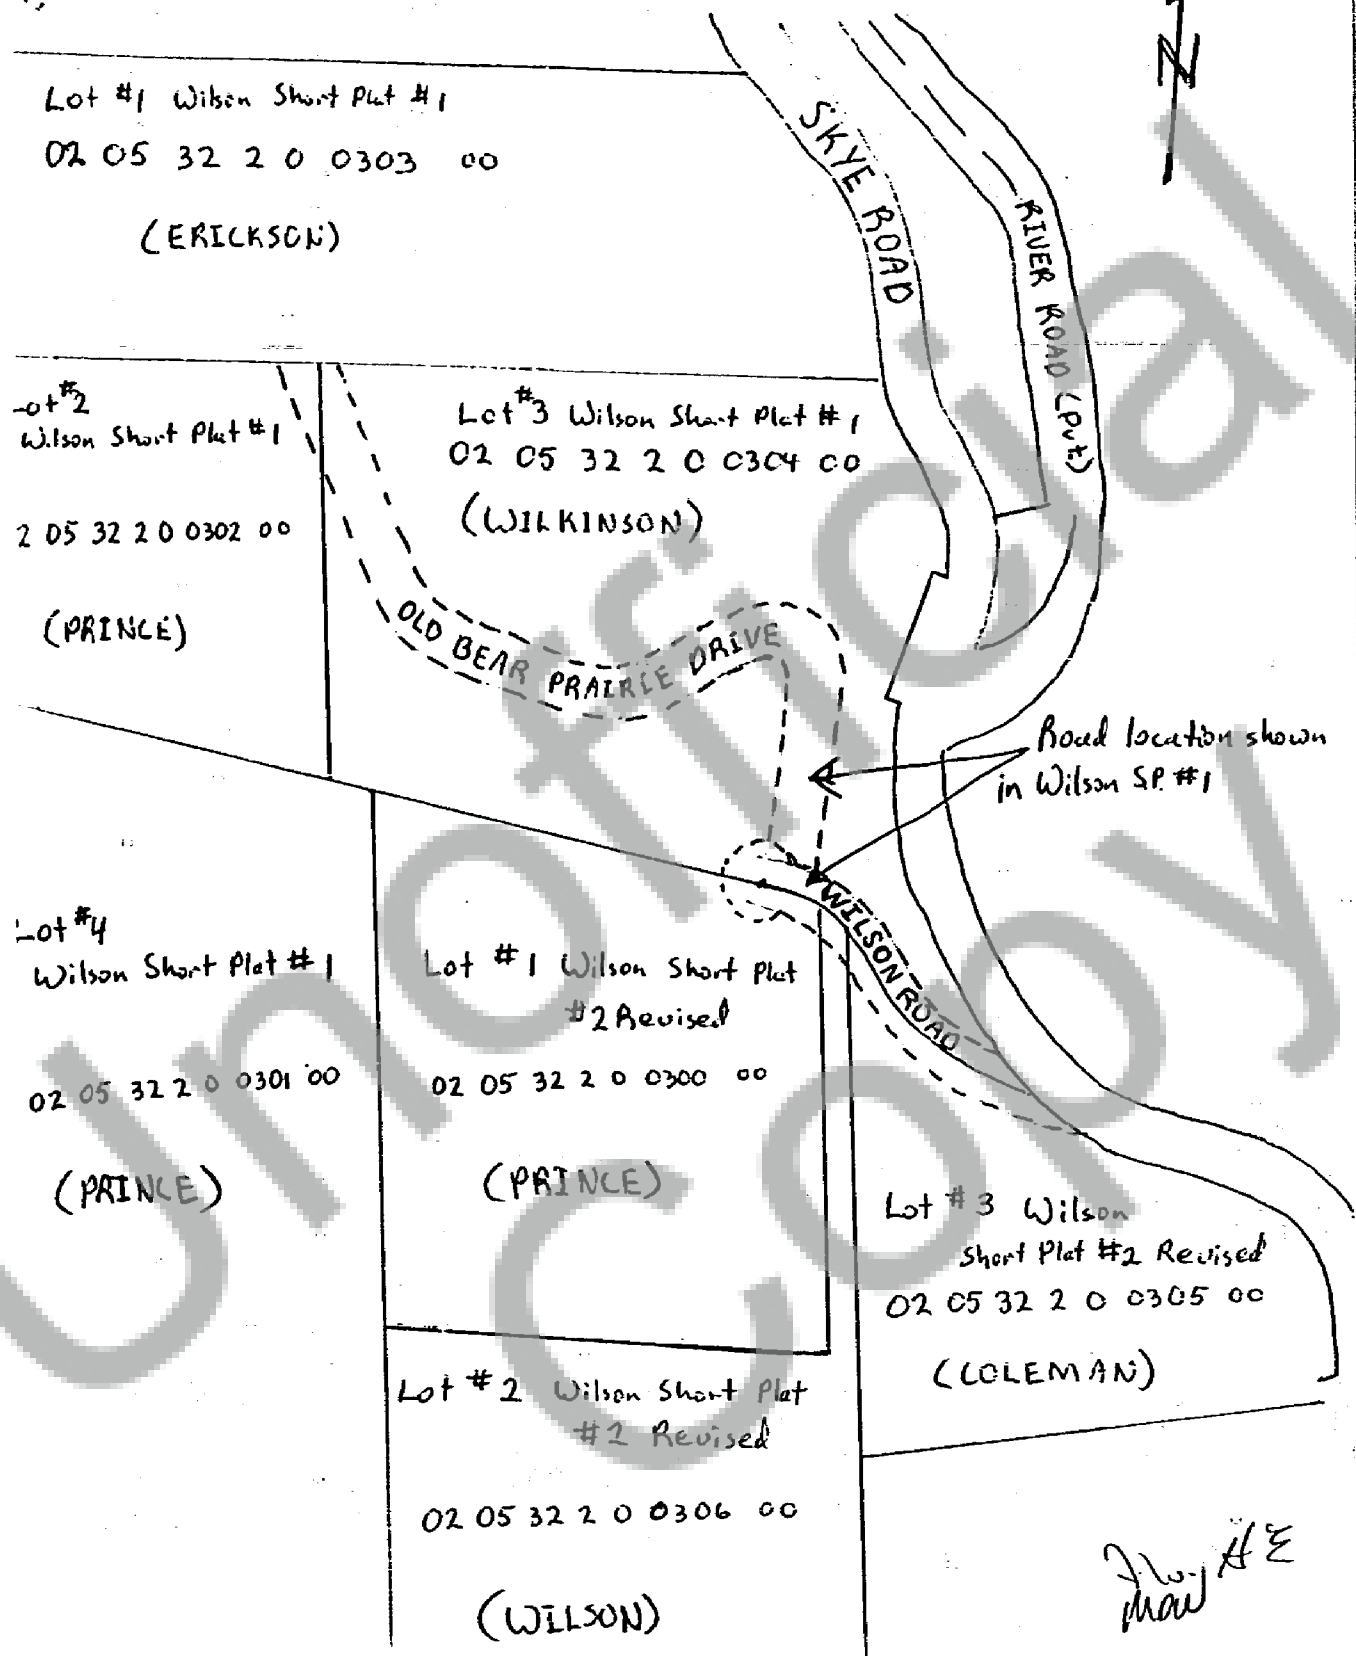 N
Lot #1 Wilson Short Plat #1
02 05 32 2 0 0303 00
(ERICKSON)
SKYE ROAD
RIVER ROAD (Pvt.)
Lot #2
Wilson Short Plat #1
2 05 32 2 0 0302 00
(PRINCE)
Lot #3 Wilson Short Plat #1
02 05 32 2 0 0304 00
(WILKINSON)
OLD BEAR PRAIRIE DRIVE
Road location shown
in Wilson S.P. #1
WILSON ROAD
Lot #4
Wilson Short Plat #1
02 05 32 2 0 0301 00
(PRINCE)
Lot #1 Wilson Short Plat
#2 Revised
02 05 32 2 0 0300 00
(PRINCE)
Lot #3 Wilson
Short Plat #2 Revised
02 05 32 2 0 0305 00
(COLEMAN)
Lot #2 Wilson Short Plat
#2 Revised
02 05 32 2 0 0306 00
(WILSON)
Unofficial
Copy